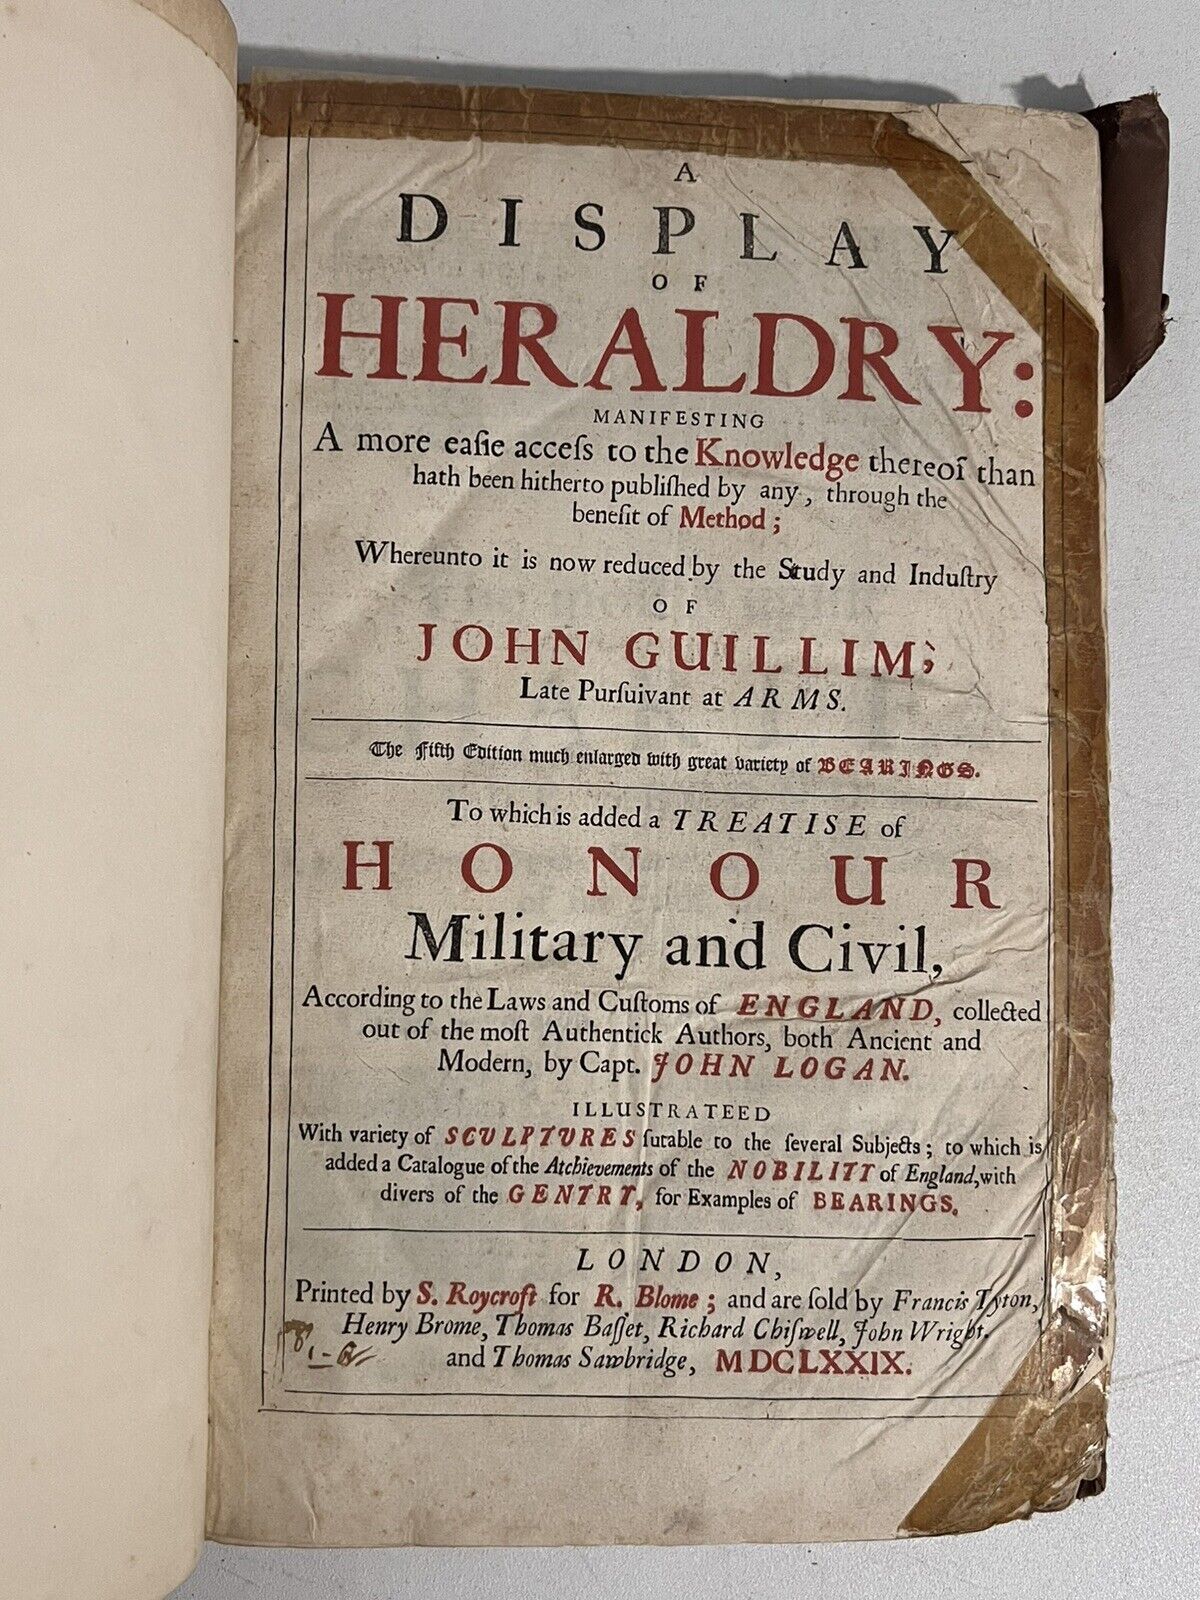 A
DISPLAY
OF
HERALDRY:
MANIFESTING
A more eaſie acceſs to the Knowledge thereof than
hath been hitherto publiſhed by any, through the
benefit of Method;
Whereunto it is now reduced by the Study and Induſtry
OF
JOHN GUILLIM;
Late Purſuivant at ARMS.
The Fifth Edition much enlarged with great variety of BEARINGS.
To which is added a TREATISE of
HONOUR
Military and Civil,
According to the Laws and Cuſtoms of ENGLAND, collected
out of the moſt Authentick Authors, both Ancient and
Modern, by Capt. JOHN LOGAN.
ILLUSTRATEED
With variety of SCULPTURES ſutable to the ſeveral Subjects; to which is
added a Catalogue of the Atchievements of the NOBILITY of England, with
divers of the GENTRY, for Examples of BEARINGS.
LONDON,
Printed by S. Roycroft for R. Blome; and are ſold by Francis Tyton,
Henry Brome, Thomas Baſſet, Richard Chiſwell, John Wright,
and Thomas Sawbridge, MDCLXXIX.